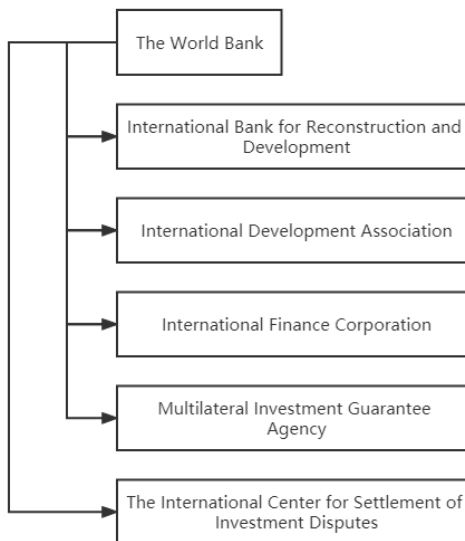 The World Bank
International Bank for Reconstruction and
Development
International Development Association
International Finance Corporation
Multilateral Investment Guarantee
Agency
The International Center for Settlement of
Investment Disputes